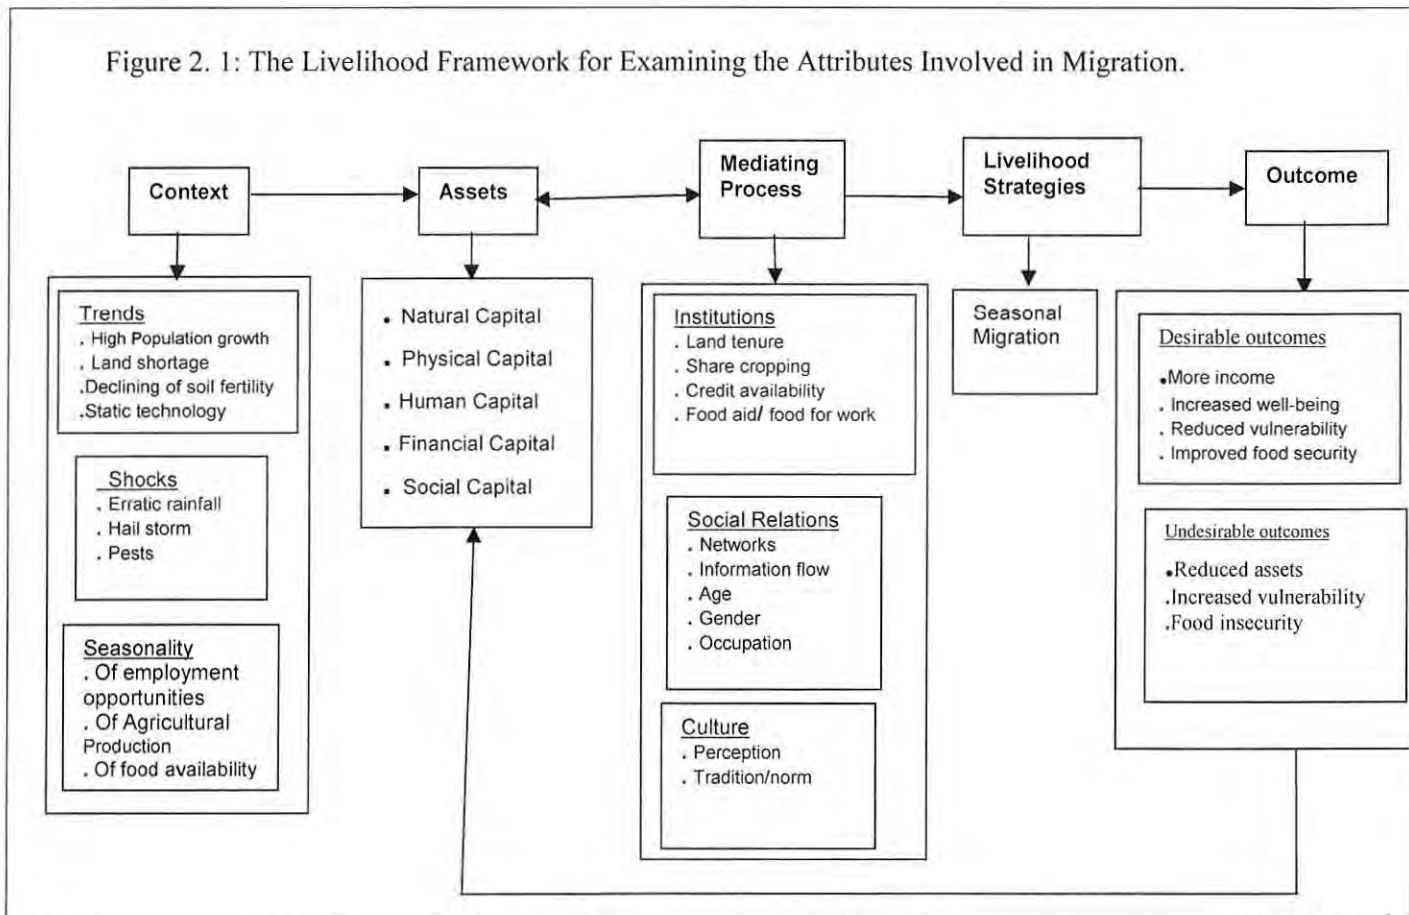 Figure 2. 1: The Livelihood Framework for Examining the Attributes Involved in Migration.
Context
Assets
Mediating
Process
Livelihood
Strategies
Outcome
Trends
. High Population growth
. Land shortage
.Declining of soil fertility
.Static technology
Shocks
. Erratic rainfall
. Hail storm
. Pests
Seasonality
. Of employment
opportunities
. Of Agricultural
Production
. Of food availability
• Natural Capital
• Physical Capital
• Human Capital
• Financial Capital
• Social Capital
Institutions
. Land tenure
. Share cropping
. Credit availability
. Food aid/ food for work
Social Relations
. Networks
. Information flow
. Age
. Gender
. Occupation
Culture
. Perception
. Tradition/norm
Seasonal
Migration
Desirable outcomes
•More income
. Increased well-being
. Reduced vulnerability
. Improved food security
Undesirable outcomes
•Reduced assets
.Increased vulnerability
.Food insecurity